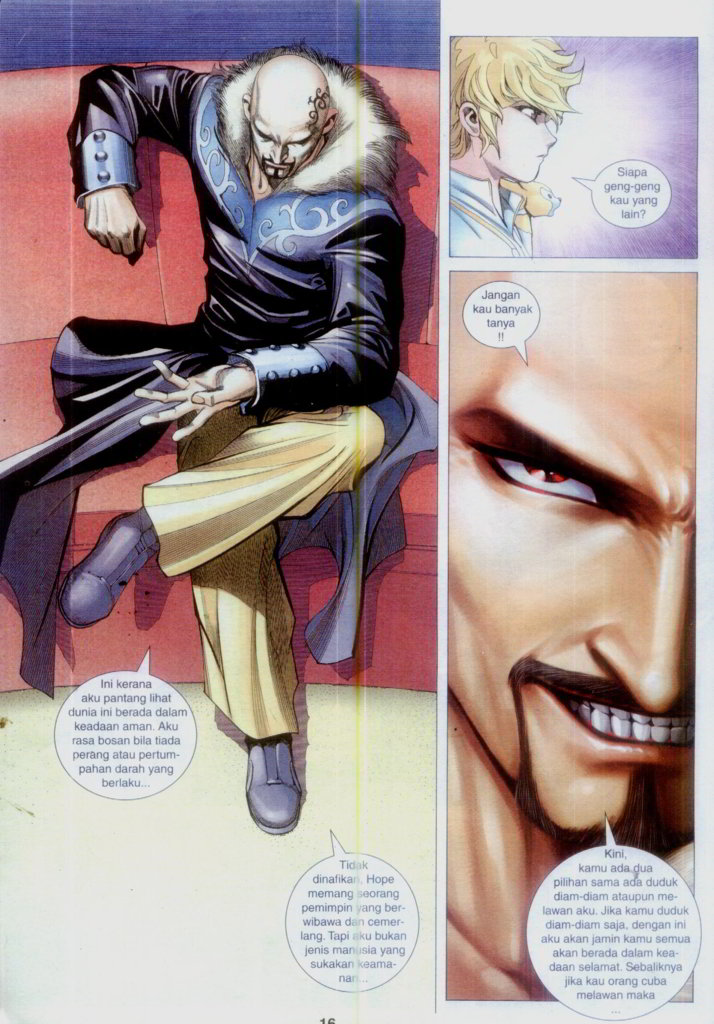 Ini kerana
aku pantang lihat
dunia ini berada dalam
keadaan aman. Aku
rasa bosan bila tiada
perang atau pertum-
pahan darah yang
berlaku...
Tidak
dinafikan, Hope
memang seorang
pemimpin yang ber-
wibawa dan cemer-
lang. Tapi aku bukan
jenis manusia yang
sukakan keama-
nan...
Siapa
geng-geng
kau yang
lain?
Jangan
kau banyak
tanya
!!
Kini,
kamu ada dua
pilihan sama ada duduk
diam-diam ataupun me-
lawan aku. Jika kamu duduk
diam-diam saja, dengan ini
aku akan jamin kamu semua
akan berada dalam kea-
daan selamat. Sebaliknya
jika kau orang cuba
melawan maka
...
16